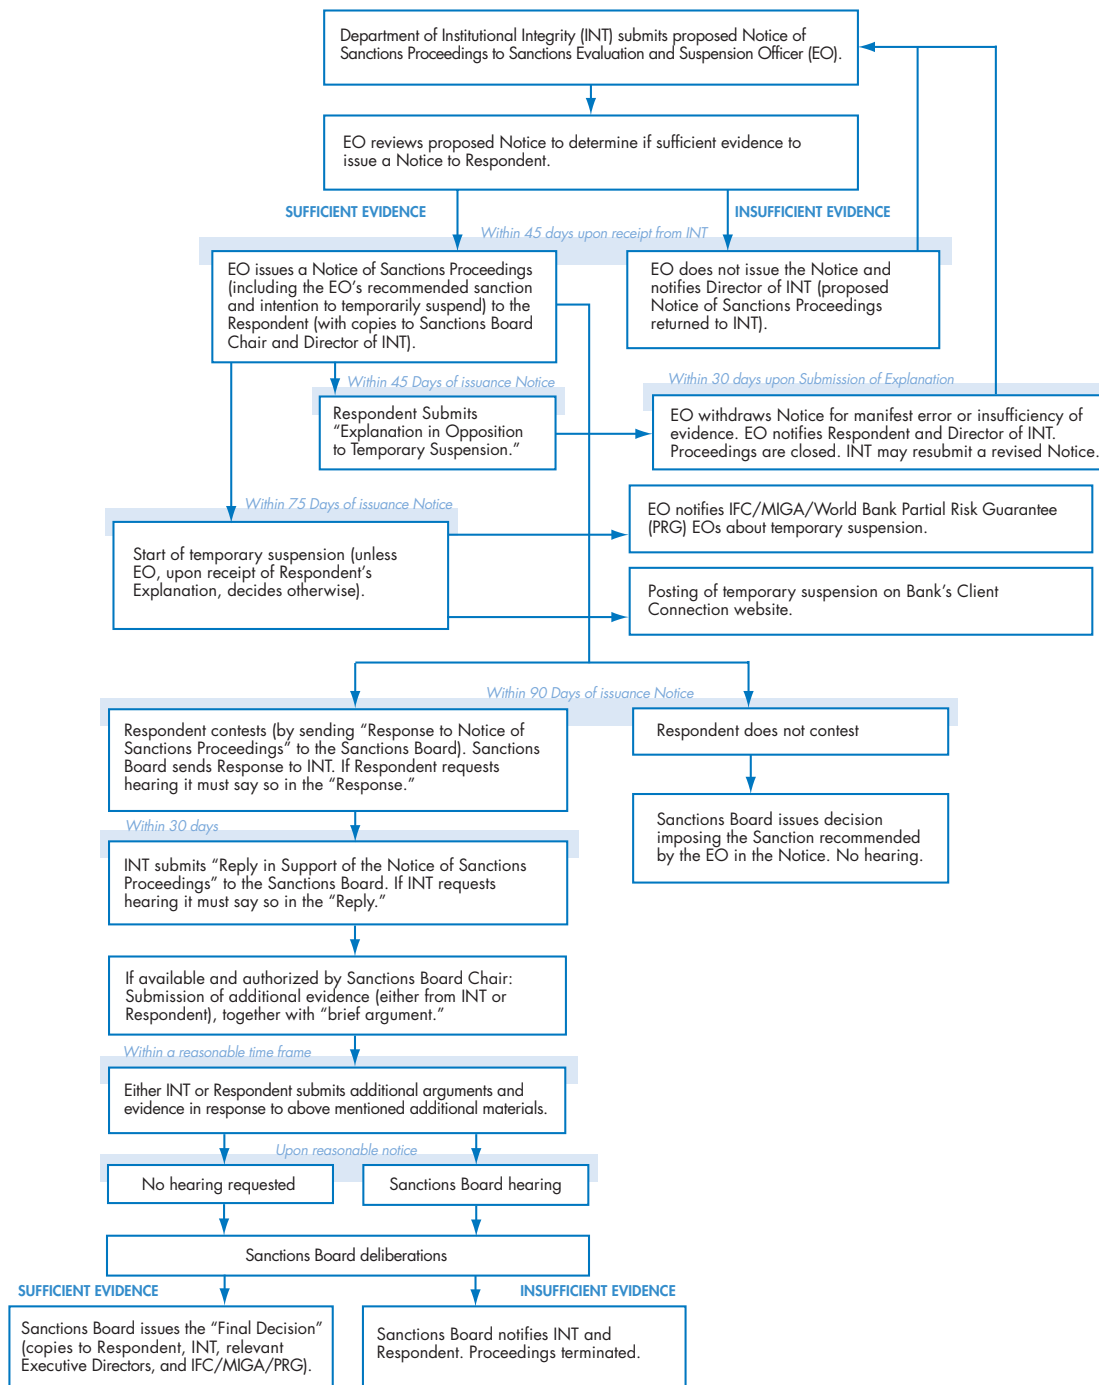 Department of Institutional Integrity (INT) submits proposed Notice of
Sanctions Proceedings to Sanctions Evaluation and Suspension Officer (EO).
EO reviews proposed Notice to determine if sufficient evidence to
issue a Notice to Respondent.
SUFFICIENT EVIDENCE
INSUFFICIENT EVIDENCE
Within 45 days upon receipt from INT
EO issues a Notice of Sanctions Proceedings
(including the EO’s recommended sanction
and intention to temporarily suspend) to the
Respondent (with copies to Sanctions Board
Chair and Director of INT).
EO does not issue the Notice and
notifies Director of INT (proposed
Notice of Sanctions Proceedings
returned to INT).
Within 45 Days of issuance Notice
Respondent Submits
“Explanation in Opposition
to Temporary Suspension.”
Within 30 days upon Submission of Explanation
EO withdraws Notice for manifest error or insufficiency of
evidence. EO notifies Respondent and Director of INT.
Proceedings are closed. INT may resubmit a revised Notice.
Within 75 Days of issuance Notice
Start of temporary suspension (unless
EO, upon receipt of Respondent’s
Explanation, decides otherwise).
EO notifies IFC/MIGA/World Bank Partial Risk Guarantee
(PRG) EOs about temporary suspension.
Posting of temporary suspension on Bank’s Client
Connection website.
Within 90 Days of issuance Notice
Respondent contests (by sending “Response to Notice of
Sanctions Proceedings” to the Sanctions Board). Sanctions
Board sends Response to INT. If Respondent requests
hearing it must say so in the “Response.”
Respondent does not contest
Sanctions Board issues decision
imposing the Sanction recommended
by the EO in the Notice. No hearing.
Within 30 days
INT submits “Reply in Support of the Notice of Sanctions
Proceedings” to the Sanctions Board. If INT requests
hearing it must say so in the “Reply.”
If available and authorized by Sanctions Board Chair:
Submission of additional evidence (either from INT or
Respondent), together with “brief argument.”
Within a reasonable time frame
Either INT or Respondent submits additional arguments and
evidence in response to above mentioned additional materials.
Upon reasonable notice
No hearing requested
Sanctions Board hearing
Sanctions Board deliberations
SUFFICIENT EVIDENCE
INSUFFICIENT EVIDENCE
Sanctions Board issues the “Final Decision”
(copies to Respondent, INT, relevant
Executive Directors, and IFC/MIGA/PRG).
Sanctions Board notifies INT and
Respondent. Proceedings terminated.